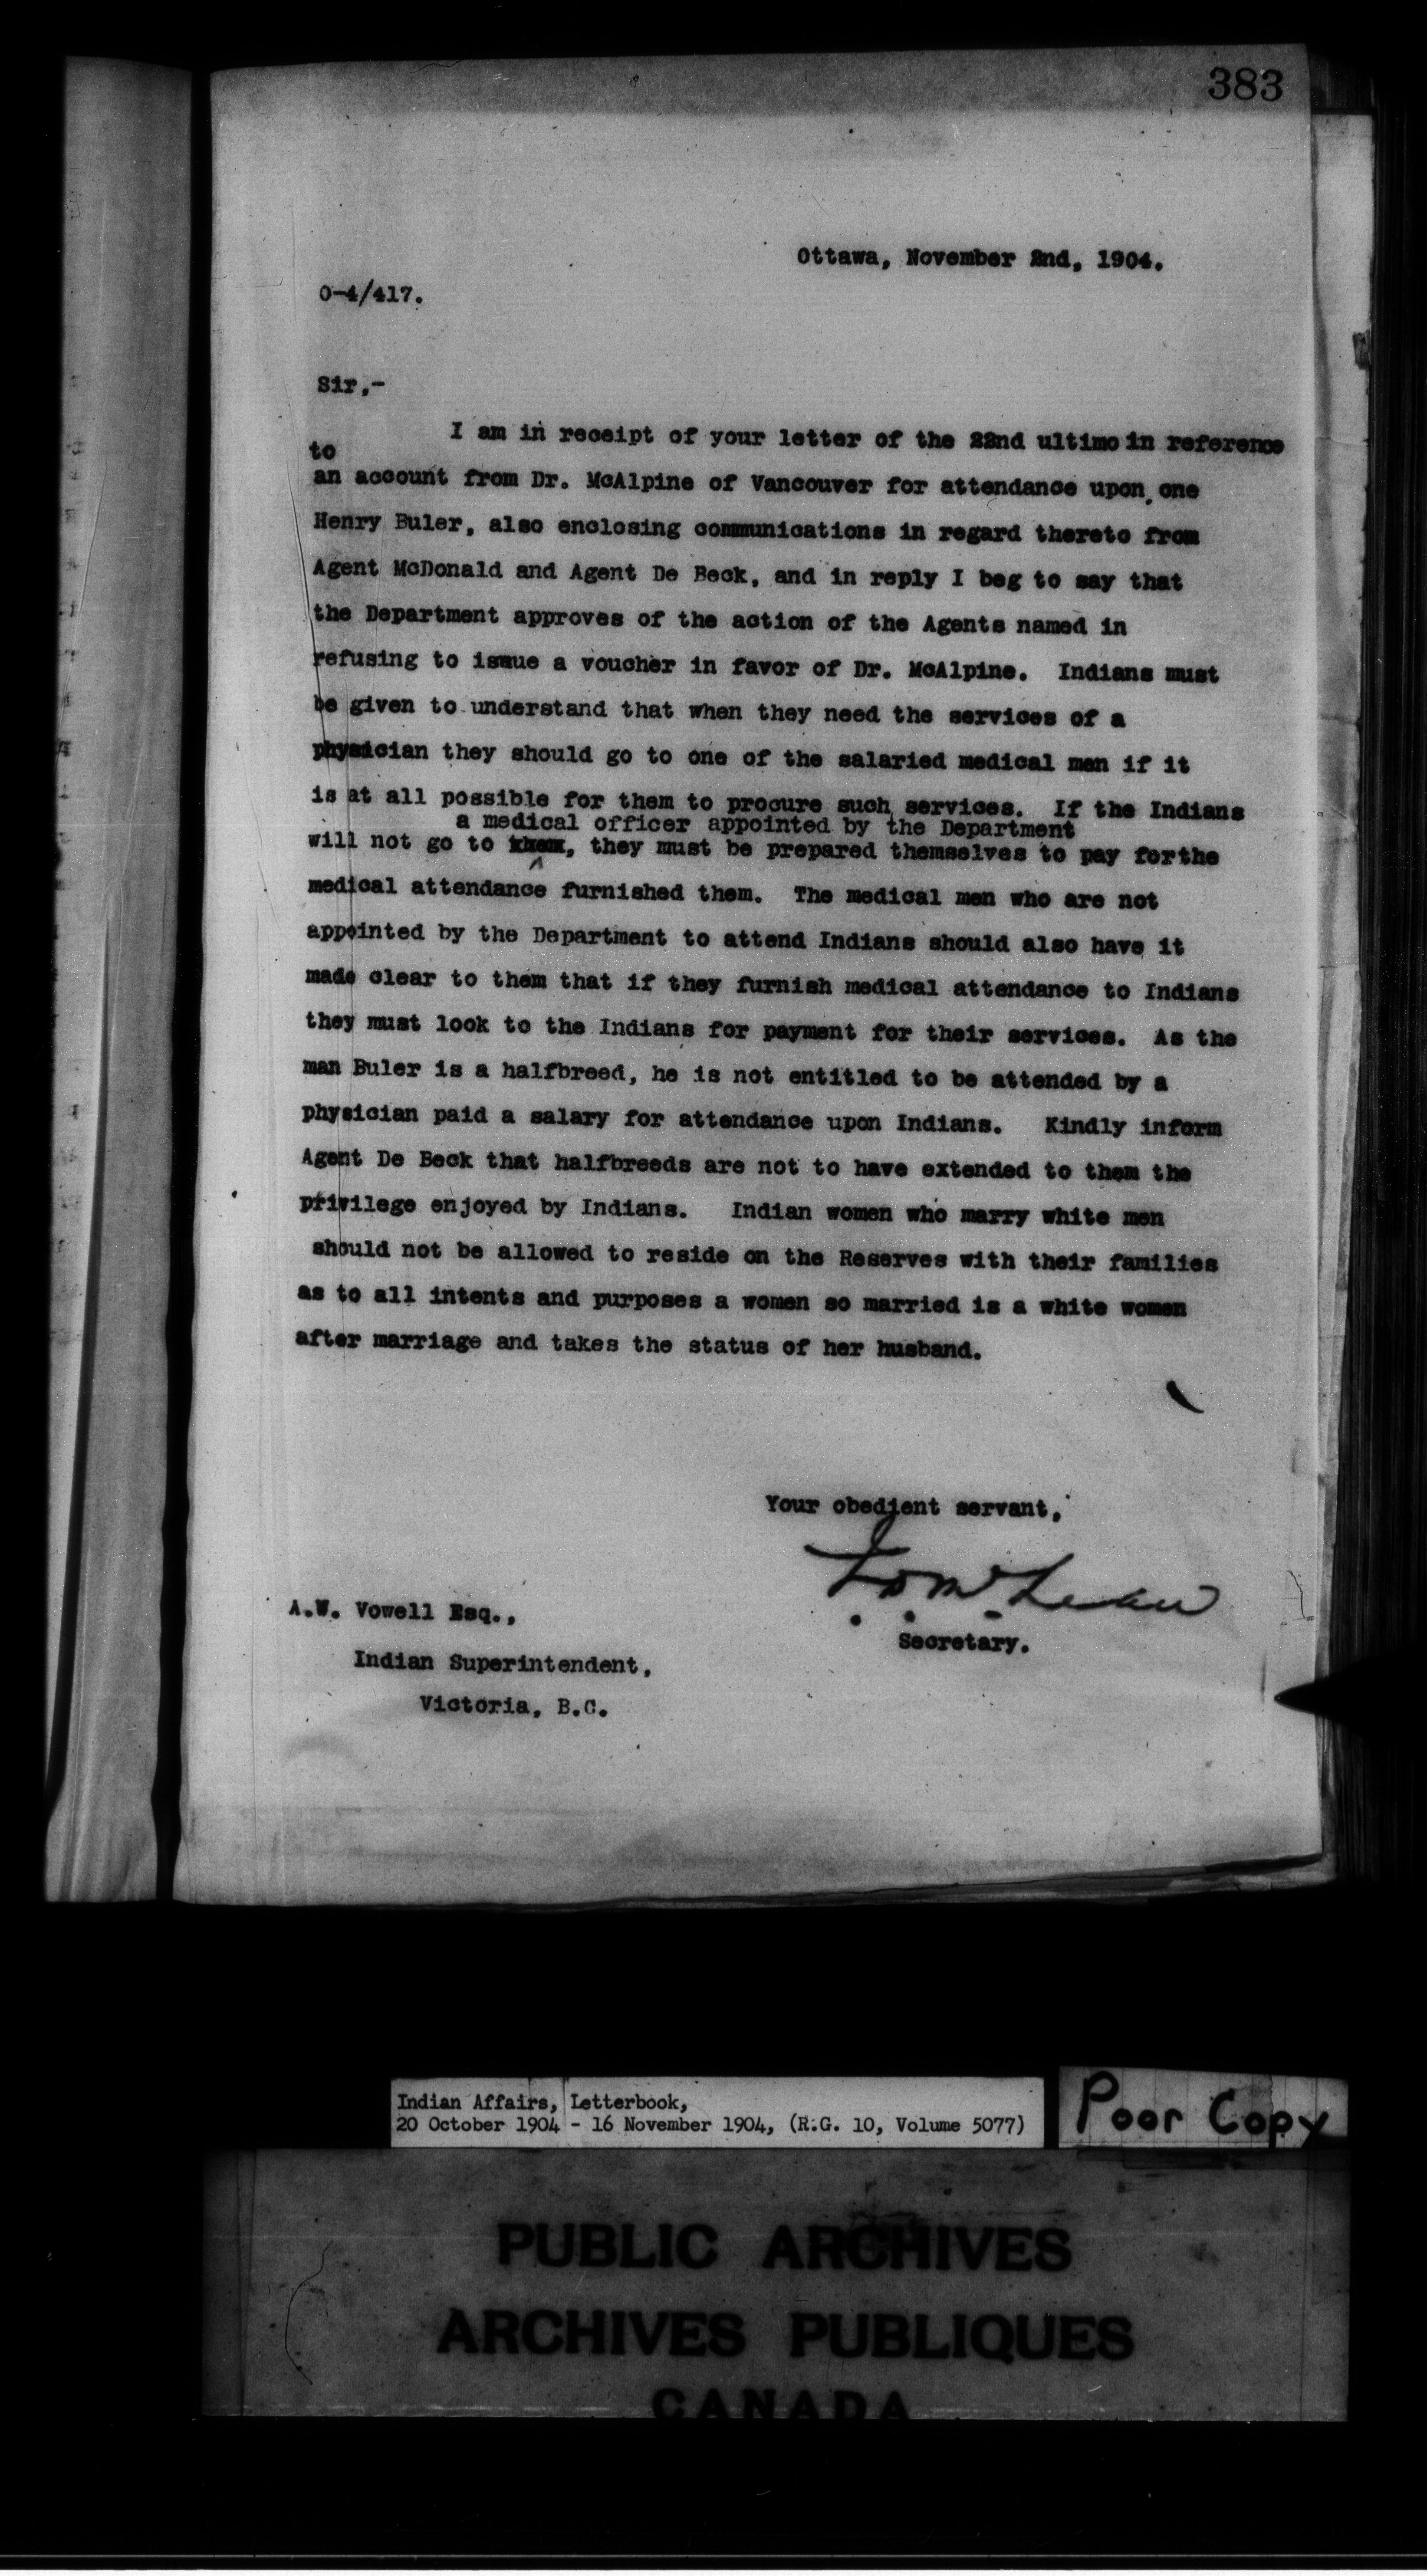 383
Ottawa, November 2nd, 1904.
0-4/417.
Sir,-
I am in receipt of your letter of the 22nd ultimo in reference
to
an account from Dr. McAlpine of Vancouver for attendance upon one
Henry Buler, also enclosing communications in regard thereto from
Agent McDonald and Agent De Beck, and in reply I beg to say that
the Department approves of the action of the Agents named in
refusing to issue a voucher in favor of Dr. McAlpine. Indians must
be given to understand that when they need the services of a
physician they should go to one of the salaried medical men if it
is at all possible for them to procure such services. If the Indians
a medical officer appointed by the Department
will not go to them, they must be prepared themselves to pay forthe
medical attendance furnished them. The medical men who are not
appointed by the Department to attend Indians should also have it
made clear to them that if they furnish medical attendance to Indians
they must look to the Indians for payment for their services. As the
man Buler is a halfbreed, he is not entitled to be attended by a
physician paid a salary for attendance upon Indians. Kindly inform
Agent De Beck that halfbreeds are not to have extended to them the
privilege enjoyed by Indians. Indian women who marry white men
should not be allowed to reside on the Reserves with their families
as to all intents and purposes a women so married is a white women
after marriage and takes the status of her husband.
Your obedient servant,
J.D. McLean
Secretary.
A.W. Vowell Esq.,
Indian Superintendent,
Victoria, B.C.
Indian Affairs, Letterbook,
20 October 1904 - 16 November 1904, (R.G. 10, Volume 5077)
Poor Copy
PUBLIC ARCHIVES
ARCHIVES PUBLIQUES
CANADA